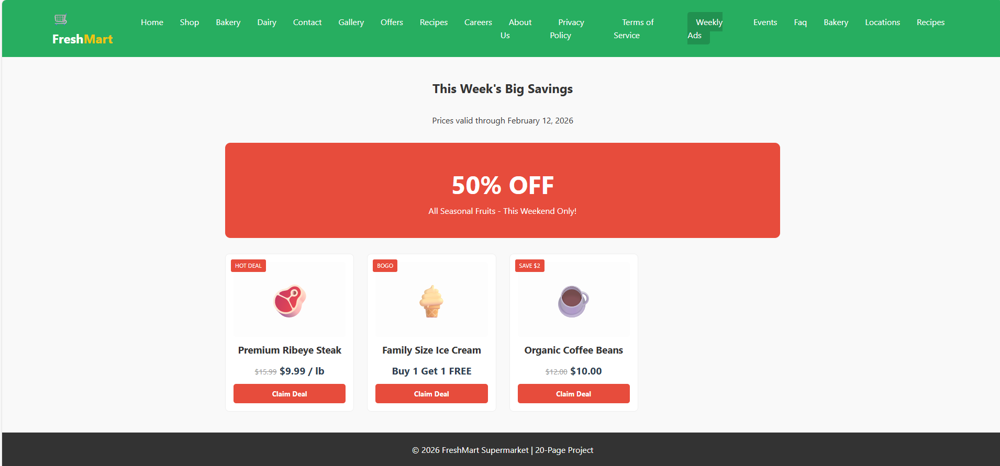 FreshMart
Home Shop Bakery Dairy Contact Gallery Offers Recipes Careers About Us Privacy Policy Terms of Service Weekly Ads Events Faq Bakery Locations Recipes
This Week's Big Savings
Prices valid through February 12, 2026
50% OFF
All Seasonal Fruits - This Weekend Only!
HOT DEAL
Premium Ribeye Steak
$15.99 $9.99 / lb
Claim Deal
BOGO
Family Size Ice Cream
Buy 1 Get 1 FREE
Claim Deal
SAVE $2
Organic Coffee Beans
$12.00 $10.00
Claim Deal
© 2026 FreshMart Supermarket | 20-Page Project